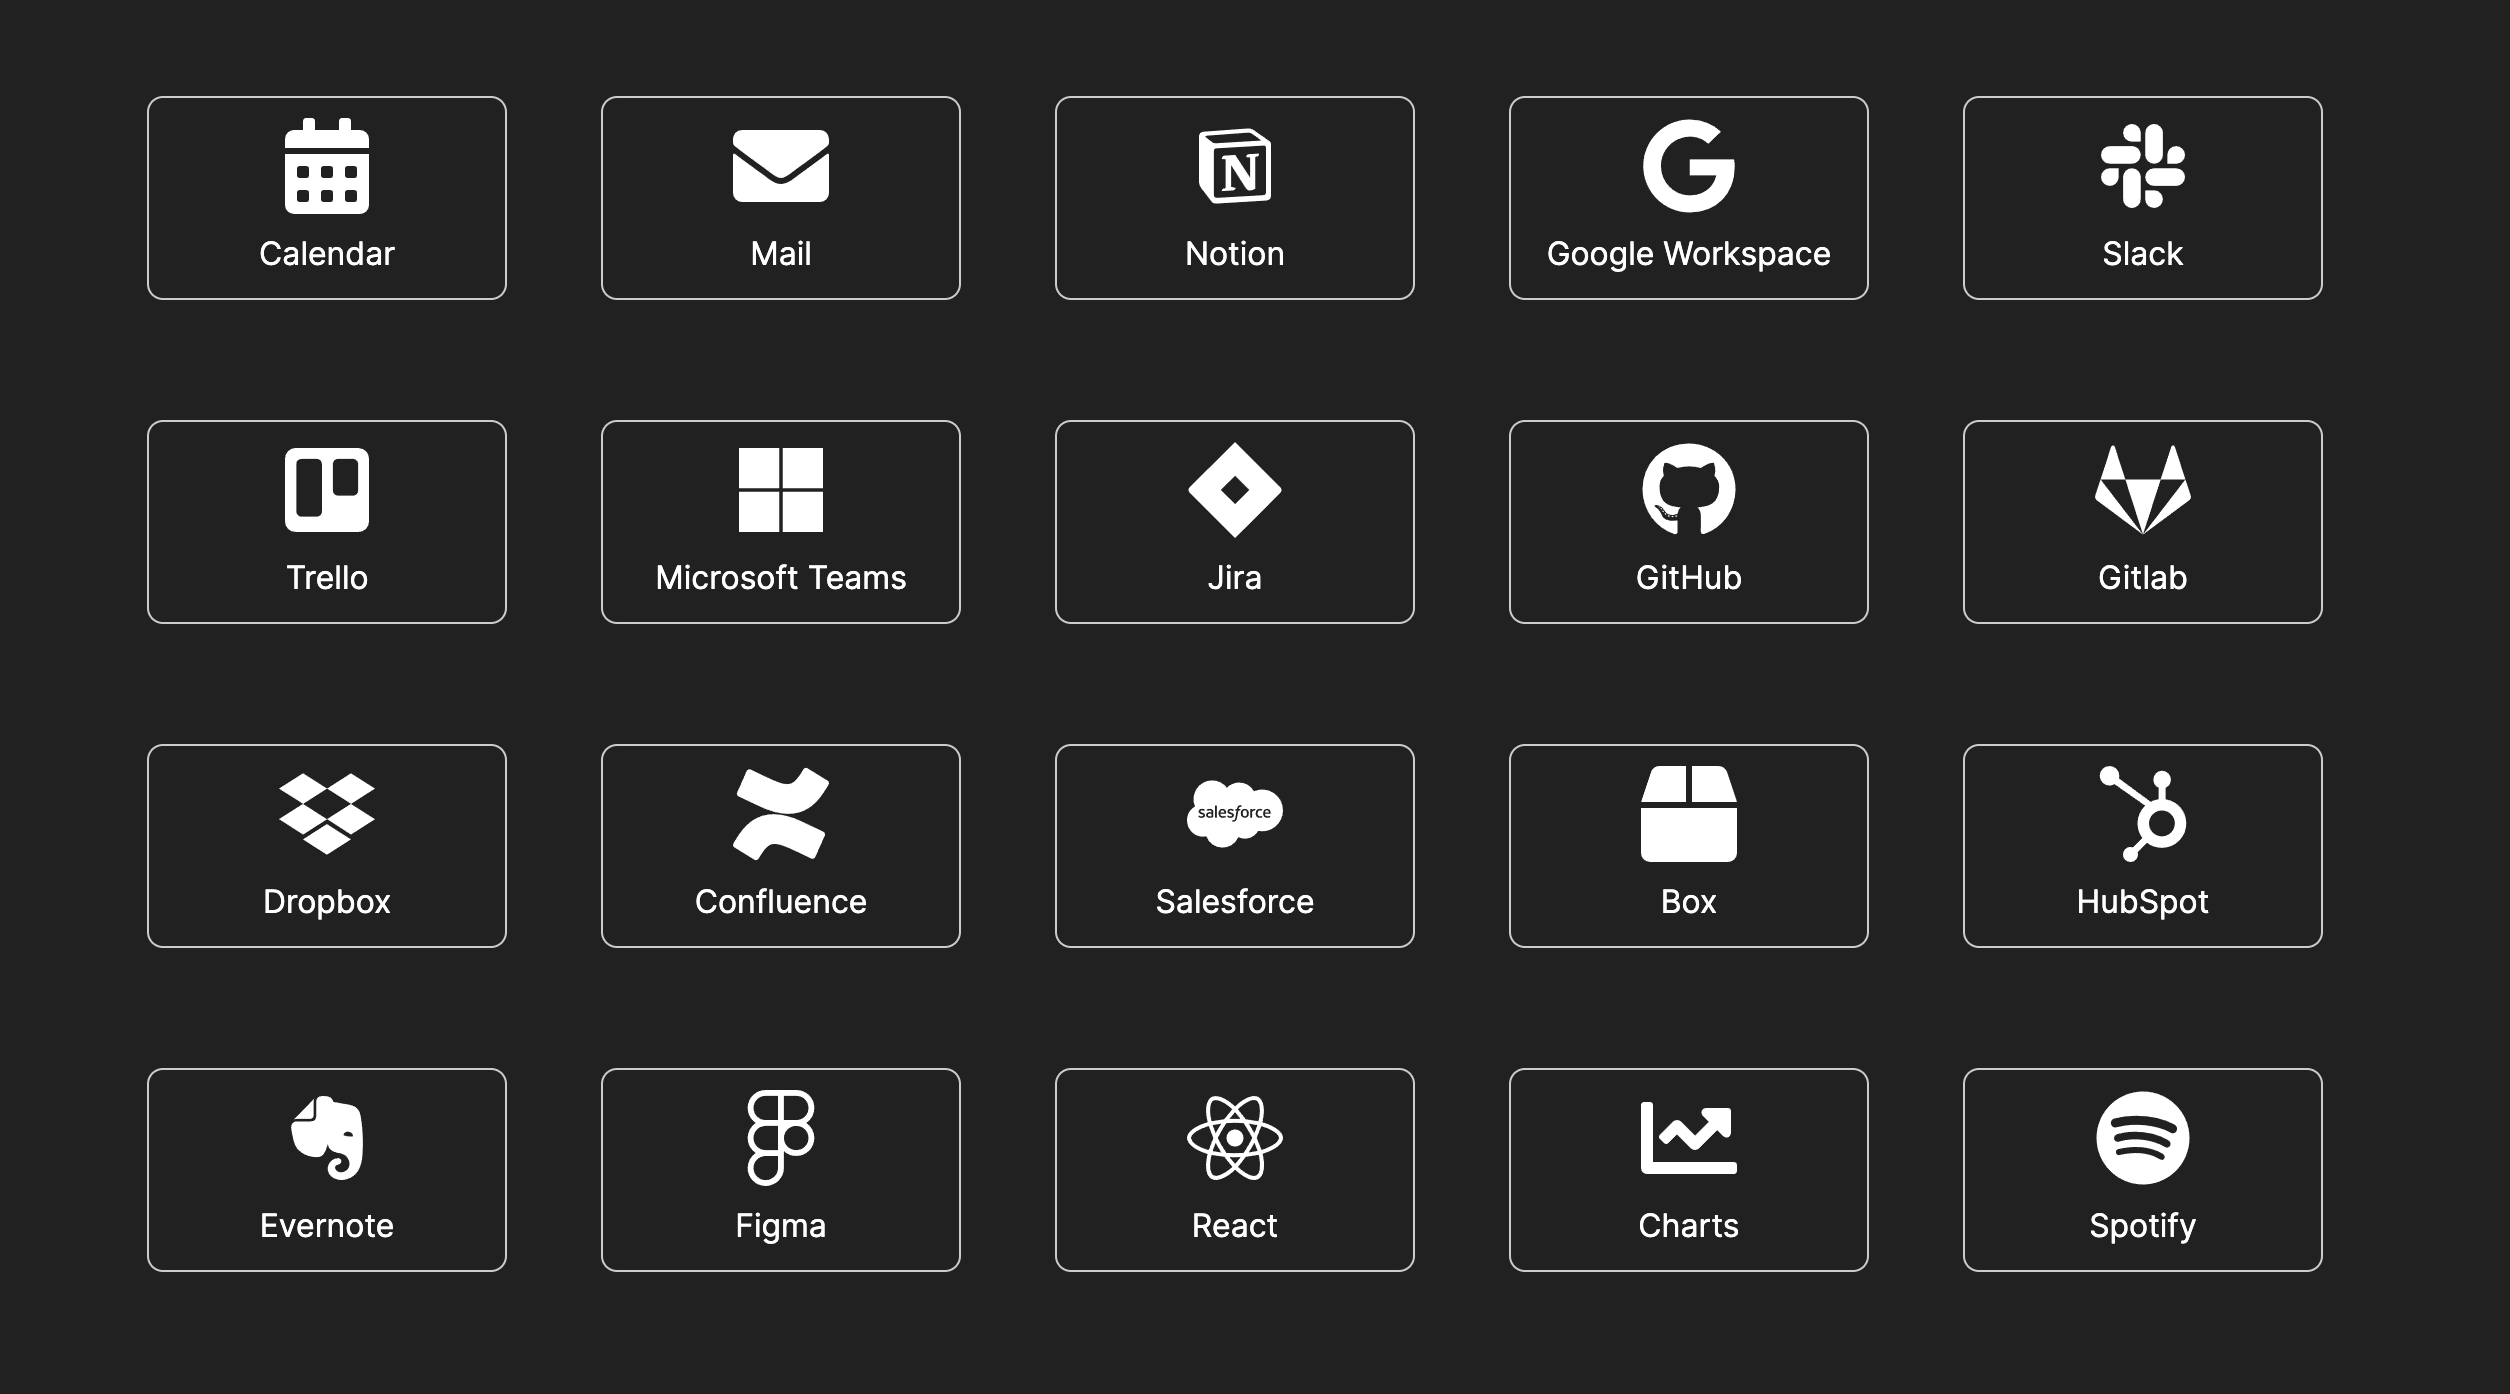 Calendar
Mail
N
Notion
Google Workspace
Slack
Trello
Microsoft Teams
Jira
GitHub
Gitlab
Dropbox
Confluence
salesforce
Salesforce
Box
HubSpot
Evernote
Figma
React
Charts
Spotify